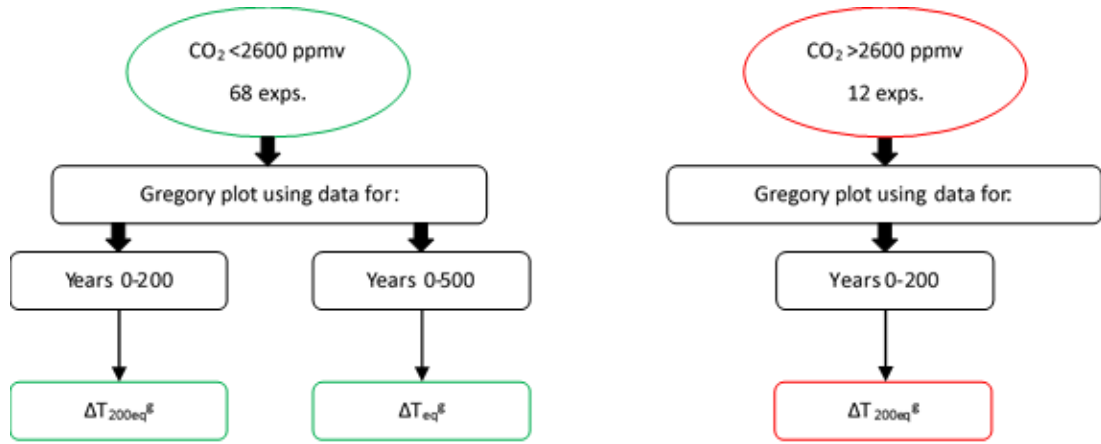 CO₂ <2600 ppmv
68 exps.
Gregory plot using data for:
Years 0-200
Years 0-500
ΔT₂₀₀eqᵍ
ΔTeqᵍ
CO₂ >2600 ppmv
12 exps.
Gregory plot using data for:
Years 0-200
ΔT₂₀₀eqᵍ